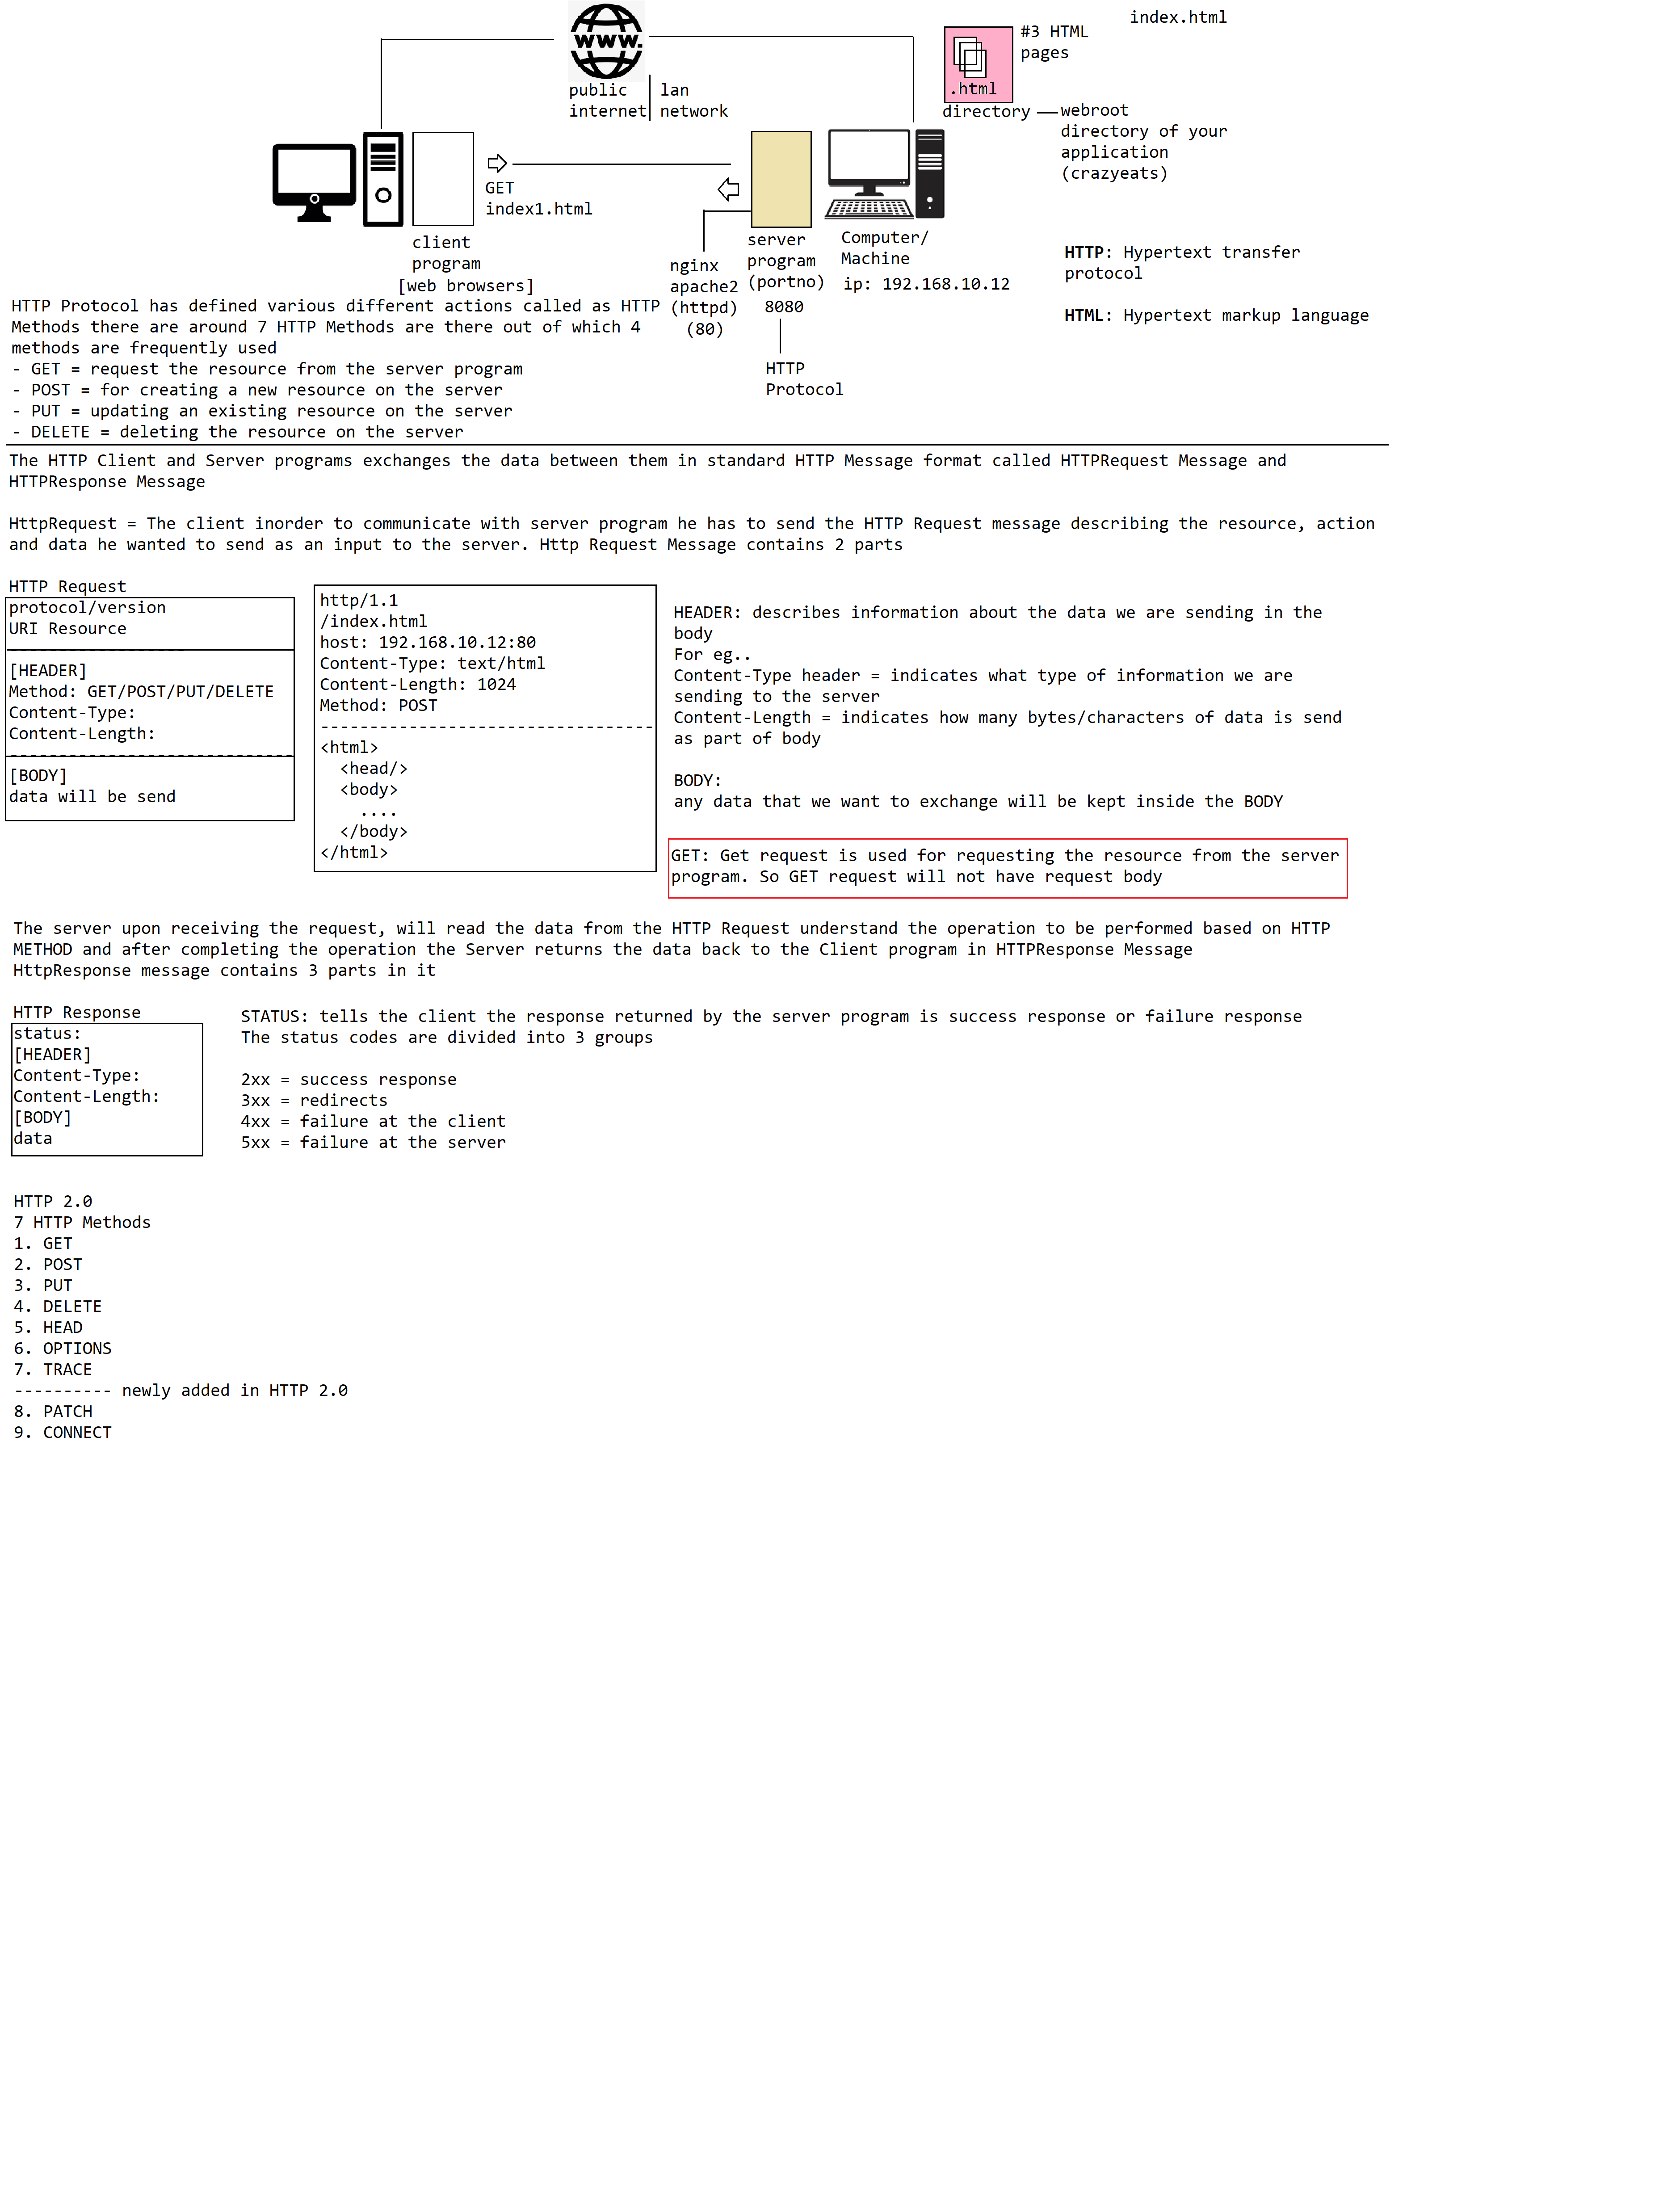 index.html
www.
#3 HTML
pages
.html
public
internet
lan
network
directory
webroot
directory of your
application
(crazyeats)
GET
index1.html
client
program
[web browsers]
nginx
apache2
(httpd)
(80)
server
program
(portno)
8080
HTTP
Protocol
Computer/
Machine
ip: 192.168.10.12
HTTP: Hypertext transfer
protocol
HTML: Hypertext markup language
HTTP Protocol has defined various different actions called as HTTP
Methods there are around 7 HTTP Methods are there out of which 4
methods are frequently used
- GET = request the resource from the server program
- POST = for creating a new resource on the server
- PUT = updating an existing resource on the server
- DELETE = deleting the resource on the server
The HTTP Client and Server programs exchanges the data between them in standard HTTP Message format called HTTPRequest Message and
HTTPResponse Message
HttpRequest = The client inorder to communicate with server program he has to send the HTTP Request message describing the resource, action
and data he wanted to send as an input to the server. Http Request Message contains 2 parts
HTTP Request
protocol/version
URI Resource
------------------
[HEADER]
Method: GET/POST/PUT/DELETE
Content-Type:
Content-Length:
-----------------------------
[BODY]
data will be send
http/1.1
/index.html
host: 192.168.10.12:80
Content-Type: text/html
Content-Length: 1024
Method: POST
----------------------------------
<html>
  <head/>
  <body>
    ....
  </body>
</html>
HEADER: describes information about the data we are sending in the
body
For eg..
Content-Type header = indicates what type of information we are
sending to the server
Content-Length = indicates how many bytes/characters of data is send
as part of body
BODY:
any data that we want to exchange will be kept inside the BODY
GET: Get request is used for requesting the resource from the server
program. So GET request will not have request body
The server upon receiving the request, will read the data from the HTTP Request understand the operation to be performed based on HTTP
METHOD and after completing the operation the Server returns the data back to the Client program in HTTPResponse Message
HttpResponse message contains 3 parts in it
HTTP Response
status:
[HEADER]
Content-Type:
Content-Length:
[BODY]
data
STATUS: tells the client the response returned by the server program is success response or failure response
The status codes are divided into 3 groups
2xx = success response
3xx = redirects
4xx = failure at the client
5xx = failure at the server
HTTP 2.0
7 HTTP Methods
1. GET
2. POST
3. PUT
4. DELETE
5. HEAD
6. OPTIONS
7. TRACE
---------- newly added in HTTP 2.0
8. PATCH
9. CONNECT